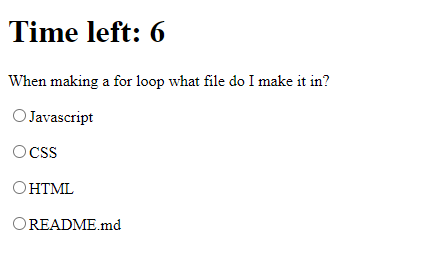 Time left: 6
When making a for loop what file do I make it in?
Javascript
CSS
HTML
README.md